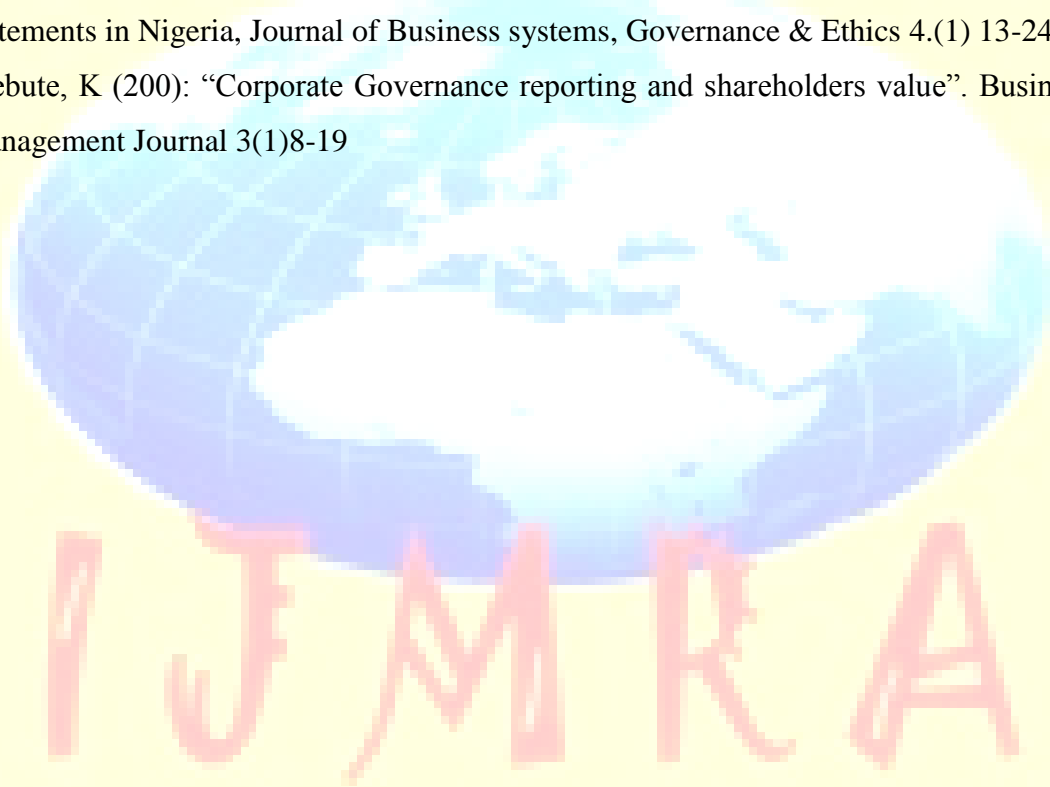 tements in Nigeria, Journal of Business systems, Governance & Ethics 4.(1) 13-24
ebute, K (200): “Corporate Governance reporting and shareholders value”. Busin
nagement Journal 3(1)8-19
IJMRA